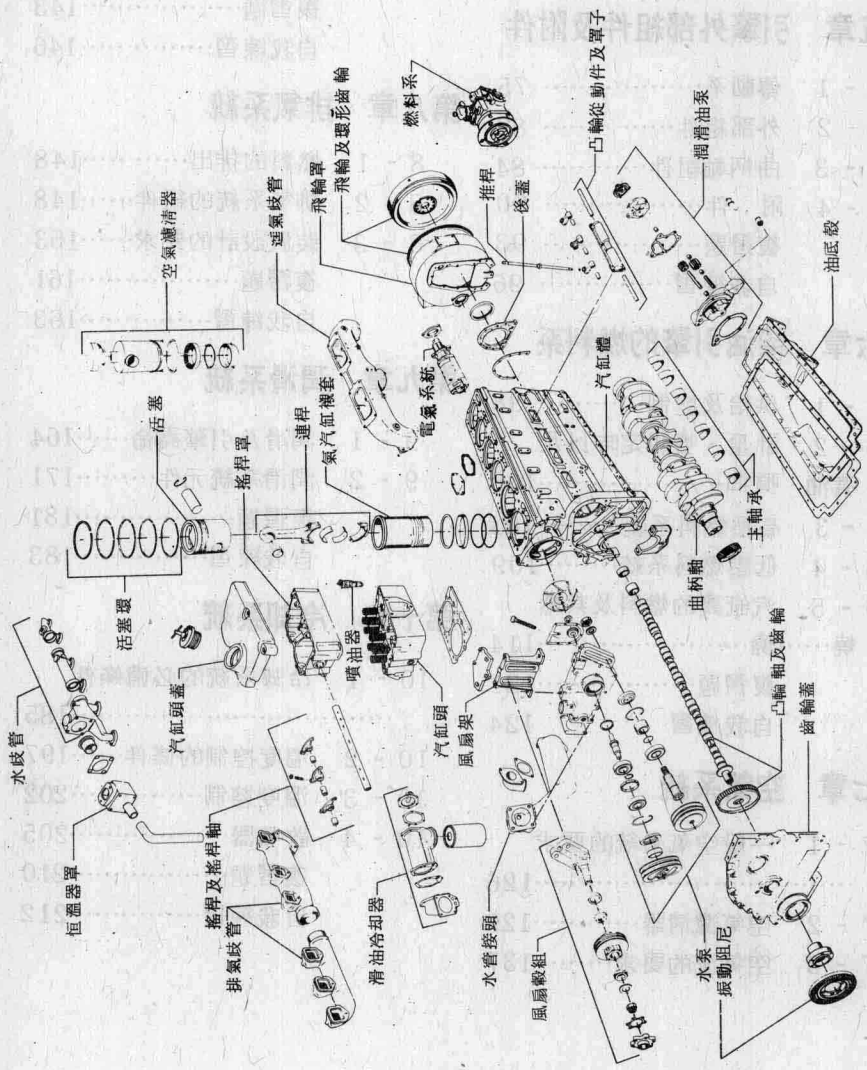 水歧管
恒溫器罩
活塞環
汽缸頭蓋
搖桿及搖桿軸
排氣歧管
滑油冷却器
空氣濾清器
活塞
搖桿罩
連桿
氣汽缸襯套
噴油器
汽缸頭
風扇架
水管接頭
風扇轂組
進氣歧管
飛輪罩
飛輪及環形齒輪
燃料系
電氣系統
推桿
後蓋
汽缸體
凸輪從動件及罩子
潤滑油泵
油底殼
主軸承
曲柄軸
凸輪軸及齒輪
齒輪蓋
水泵
振動阻尼